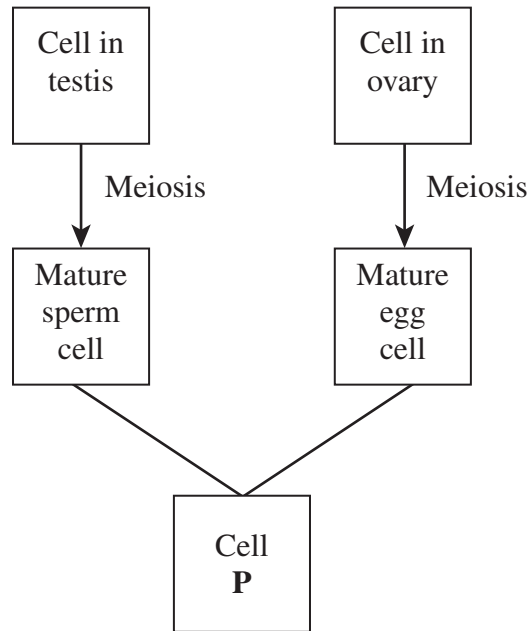 Cell in
testis
Cell in
ovary
Meiosis
Meiosis
Mature
sperm
cell
Mature
egg
cell
Cell
P